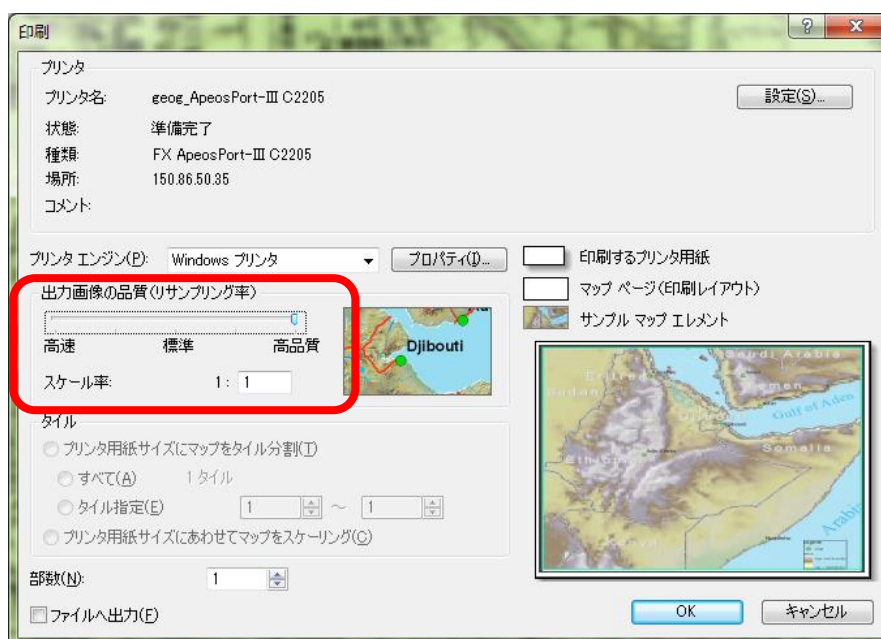 印刷
プリンタ
プリンタ名: geog_ApeosPort-Ⅲ C2205
設定(S)...
状態: 準備完了
種類: FX ApeosPort-Ⅲ C2205
場所: 150.86.50.35
コメント:
プリンタ エンジン(P): Windows プリンタ
プロパティ(I)...
印刷するプリンタ用紙
マップ ページ(印刷レイアウト)
サンプル マップ エレメント
出力画像の品質(リサンプリング率)
高速 標準 高品質
スケール率: 1: 1
Djibouti
タイル
プリンタ用紙サイズにマップをタイル分割(T)
すべて(A) 1 タイル
タイル指定(E) 1 ～ 1
プリンタ用紙サイズにあわせてマップをスケーリング(C)
Saudi Arabia
Eritrea
Yemen
Sudan
Gulf of Aden
Somalia
Ethiopia
部数(N): 1
ファイルへ出力(F)
OK
キャンセル